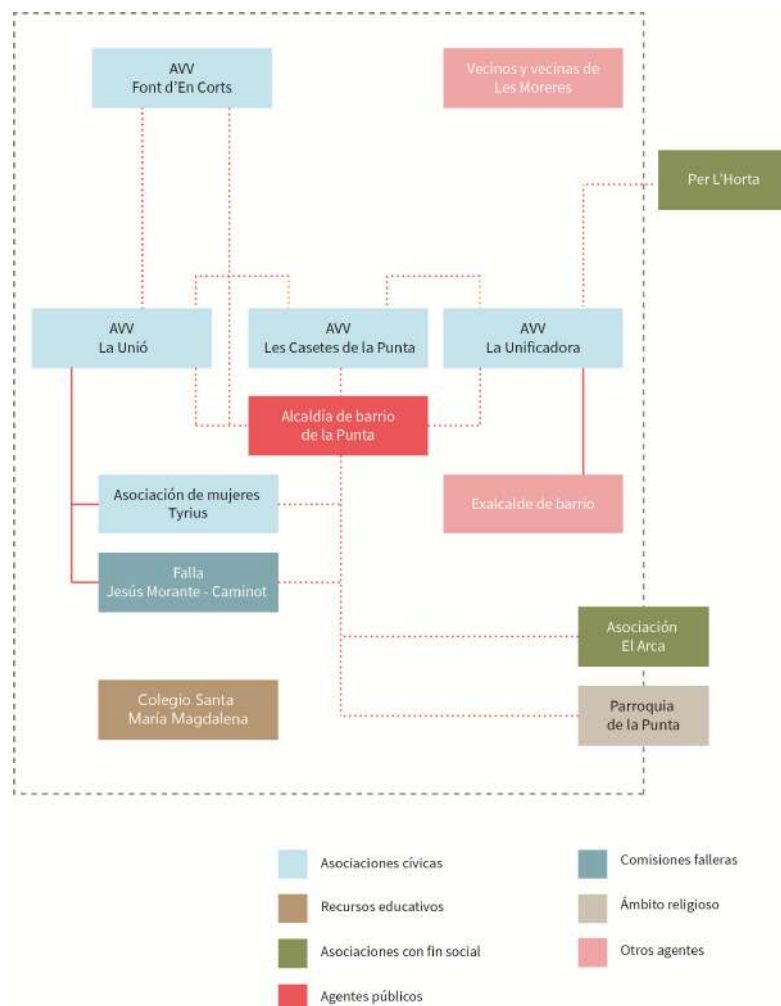 AVV
Font d'En Corts
Vecinos y vecinas de
Les Moreres
Per L'Horta
AVV
La Unió
AVV
Les Casetes de la Punta
AVV
La Unificadora
Alcaldía de barrio
de la Punta
Asociación de mujeres
Tyrius
Exalcalde de barrio
Falla
Jesús Morante - Caminot
Asociación
El Arca
Colegio Santa
María Magdalena
Parroquia
de la Punta
Asociaciones cívicas
Comisiones falleras
Recursos educativos
Ámbito religioso
Asociaciones con fin social
Otros agentes
Agentes públicos